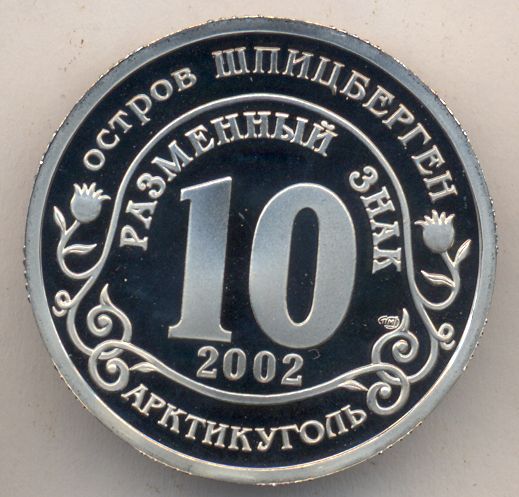 остров ШПИЦБЕРГЕН
РАЗМЕННЫЙ ЗНАК
10
2002
АРКТИКУГОЛЬ